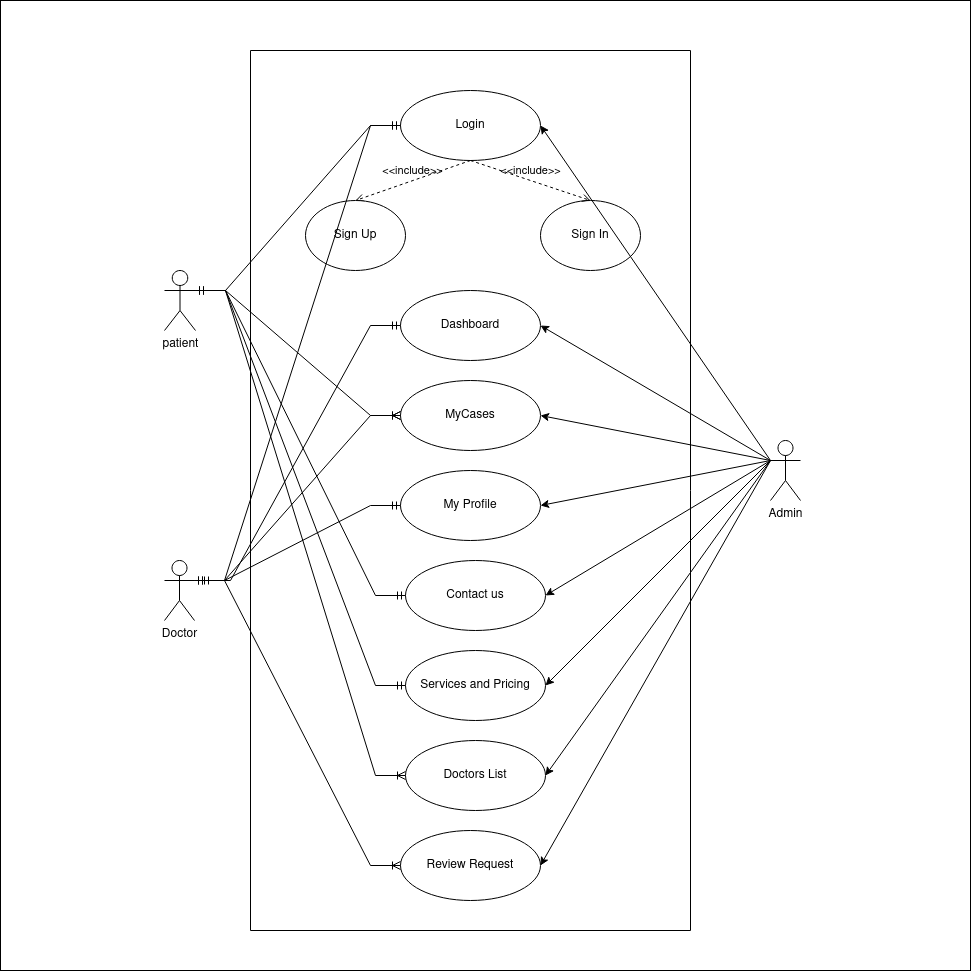 Login
<<include>>
<<include>>
Sign Up
Sign In
Dashboard
patient
MyCases
My Profile
Admin
Contact us
Doctor
Services and Pricing
Doctors List
Review Request